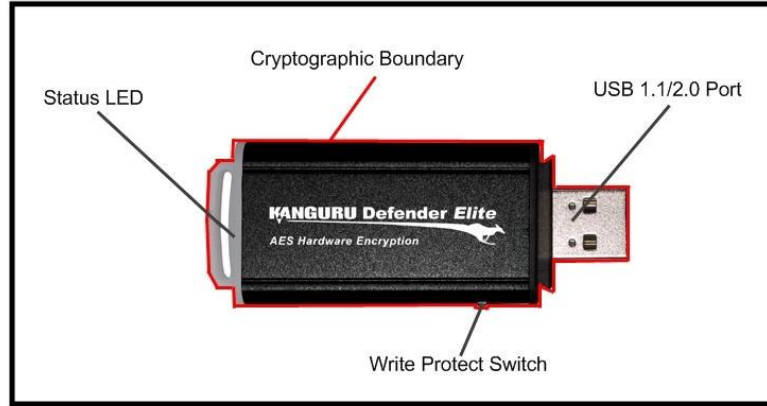 Cryptographic Boundary
Status LED
USB 1.1/2.0 Port
KANGURU Defender Elite
AES Hardware Encryption
Write Protect Switch